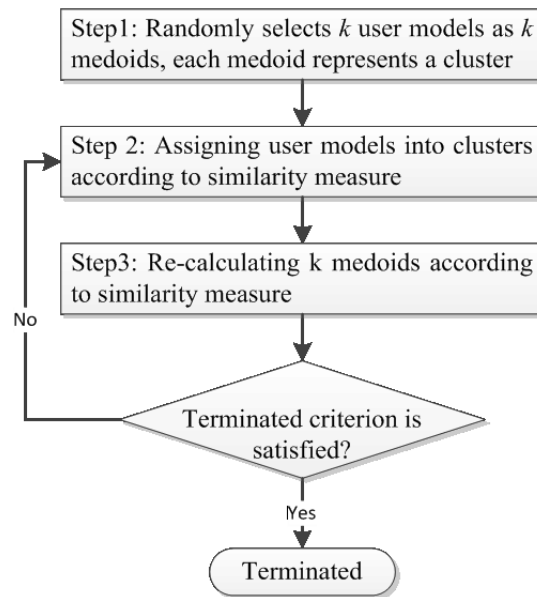 Step1: Randomly selects k user models as k
medoids, each medoid represents a cluster
Step 2: Assigning user models into clusters
according to similarity measure
Step3: Re-calculating k medoids according
to similarity measure
No
Terminated criterion is
satisfied?
Yes
Terminated